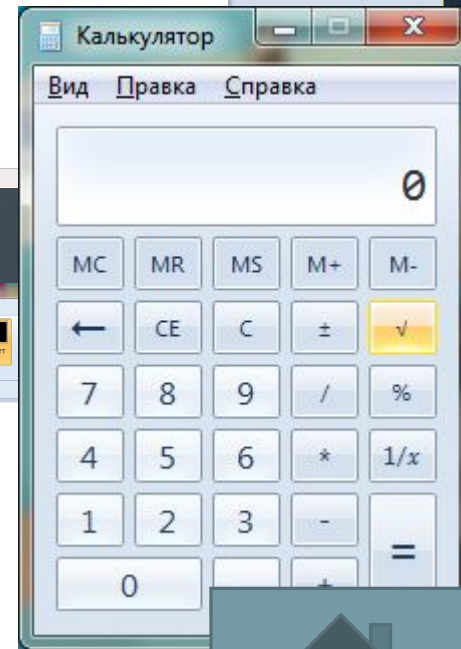 Калькулятор
Вид Правка Справка
0
MC MR MS M+ M-
← CE C ± √
7 8 9 / %
4 5 6 * 1/x
1 2 3 - =
0